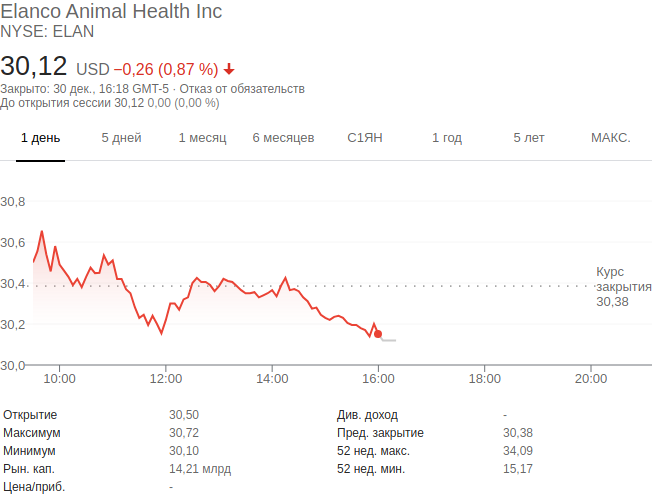 Elanco Animal Health Inc
NYSE: ELAN
30,12 USD −0,26 (0,87 %)
Закрыто: 30 дек., 16:18 GMT-5 · Отказ от обязательств
До открытия сессии 30,12 0,00 (0,00 %)
1 день 5 дней 1 месяц 6 месяцев С1ЯН 1 год 5 лет МАКС.
30,8
30,6
30,4
30,2
30,0
Курс
закрытия
30,38
10:00 12:00 14:00 16:00 18:00 20:00
Открытие 30,50 Див. доход -
Максимум 30,72 Пред. закрытие 30,38
Минимум 30,10 52 нед. макс. 34,09
Рын. кап. 14,21 млрд 52 нед. мин. 15,17
Цена/приб. -